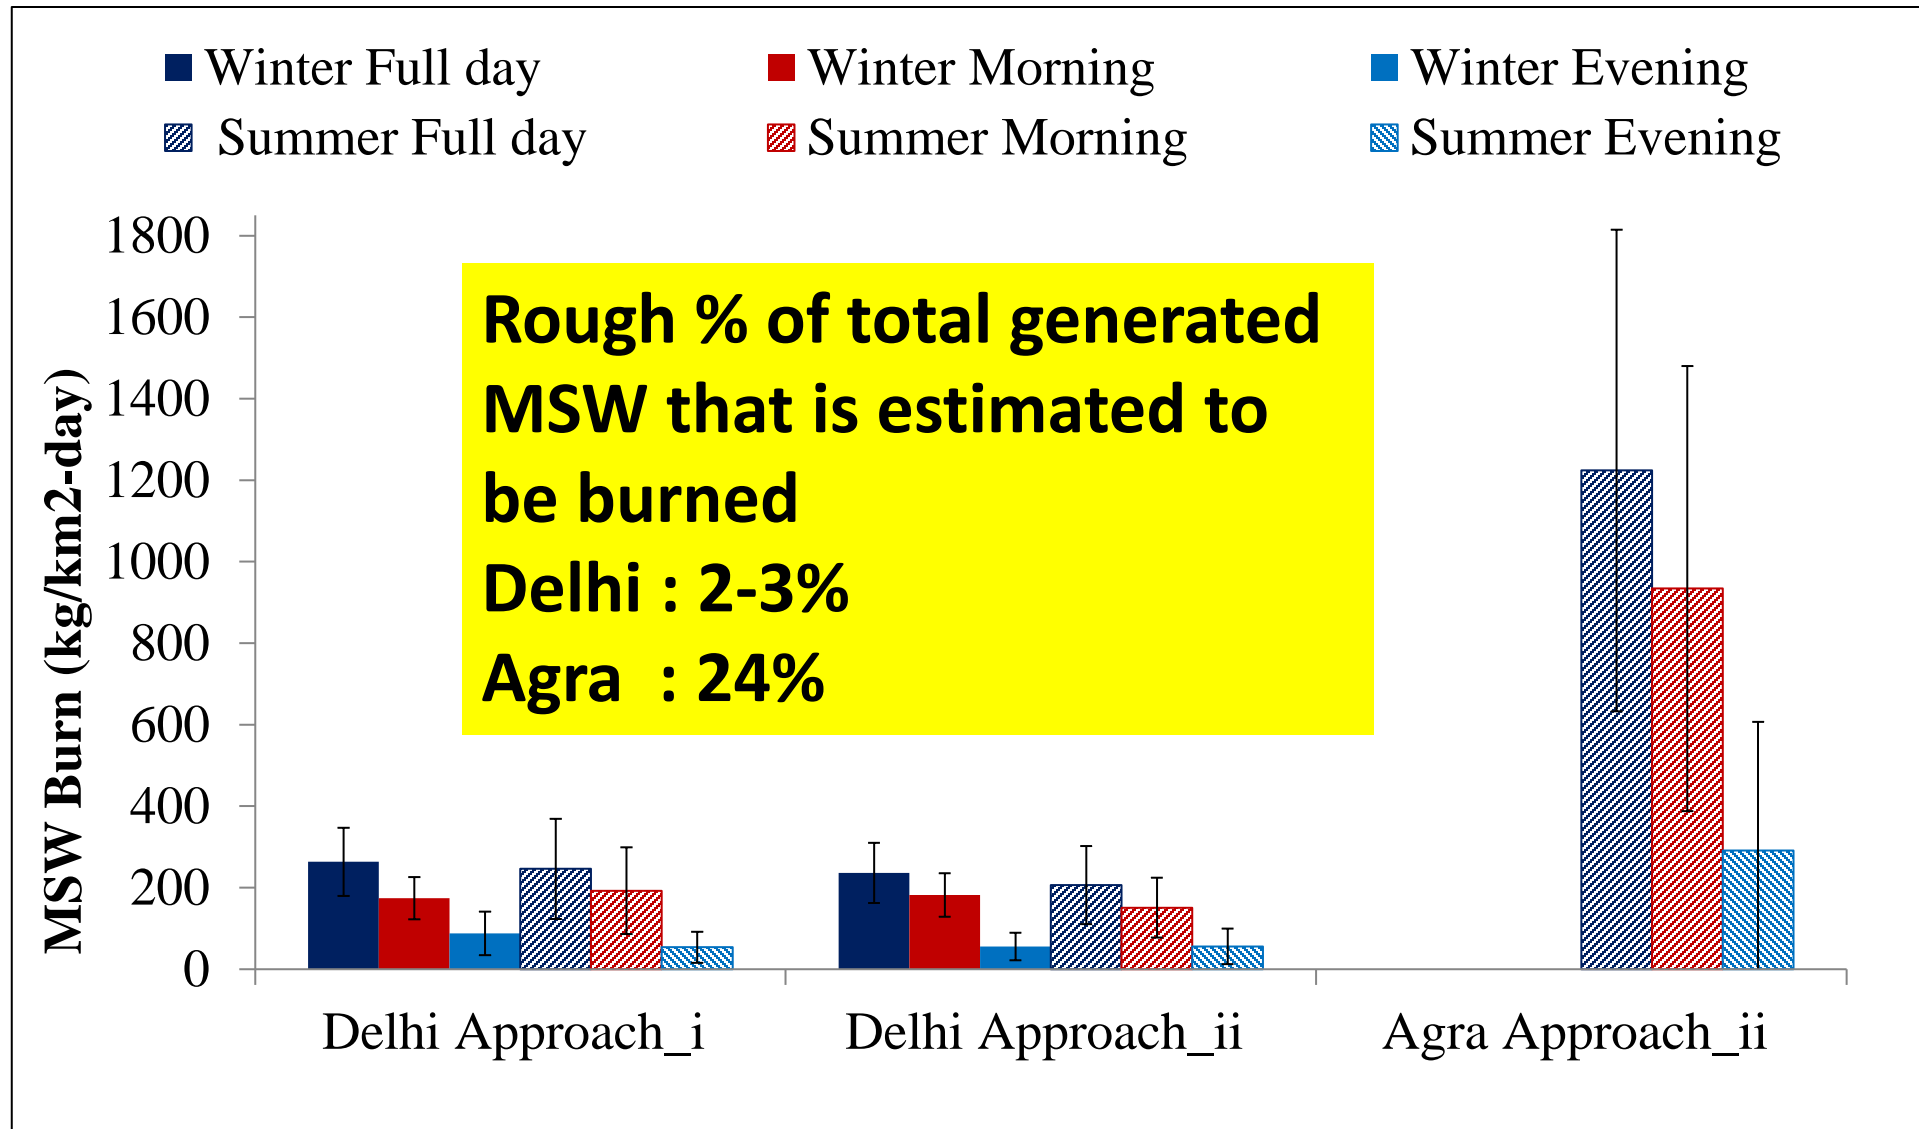 Winter Full day
Winter Morning
Winter Evening
Summer Full day
Summer Morning
Summer Evening
MSW Burn (kg/km2-day)
1800
1600
1400
1200
1000
800
600
400
200
0
Rough % of total generated
MSW that is estimated to
be burned
Delhi : 2-3%
Agra : 24%
Delhi Approach_i
Delhi Approach_ii
Agra Approach_ii